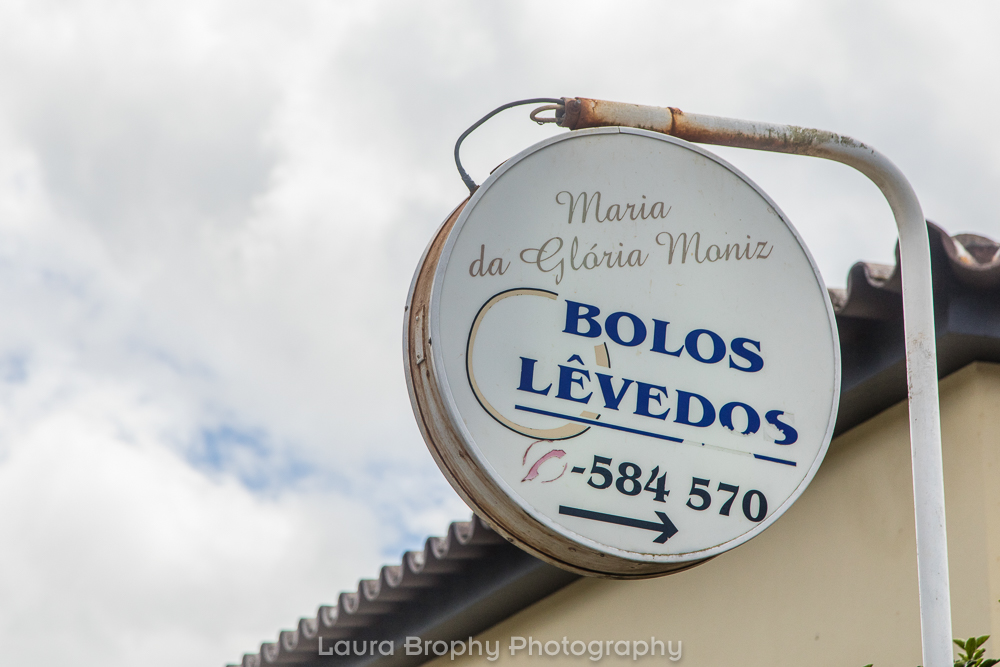 Maria
da Glória Moniz
BOLOS
LÊVEDOS
-584 570
Laura Brophy Photography